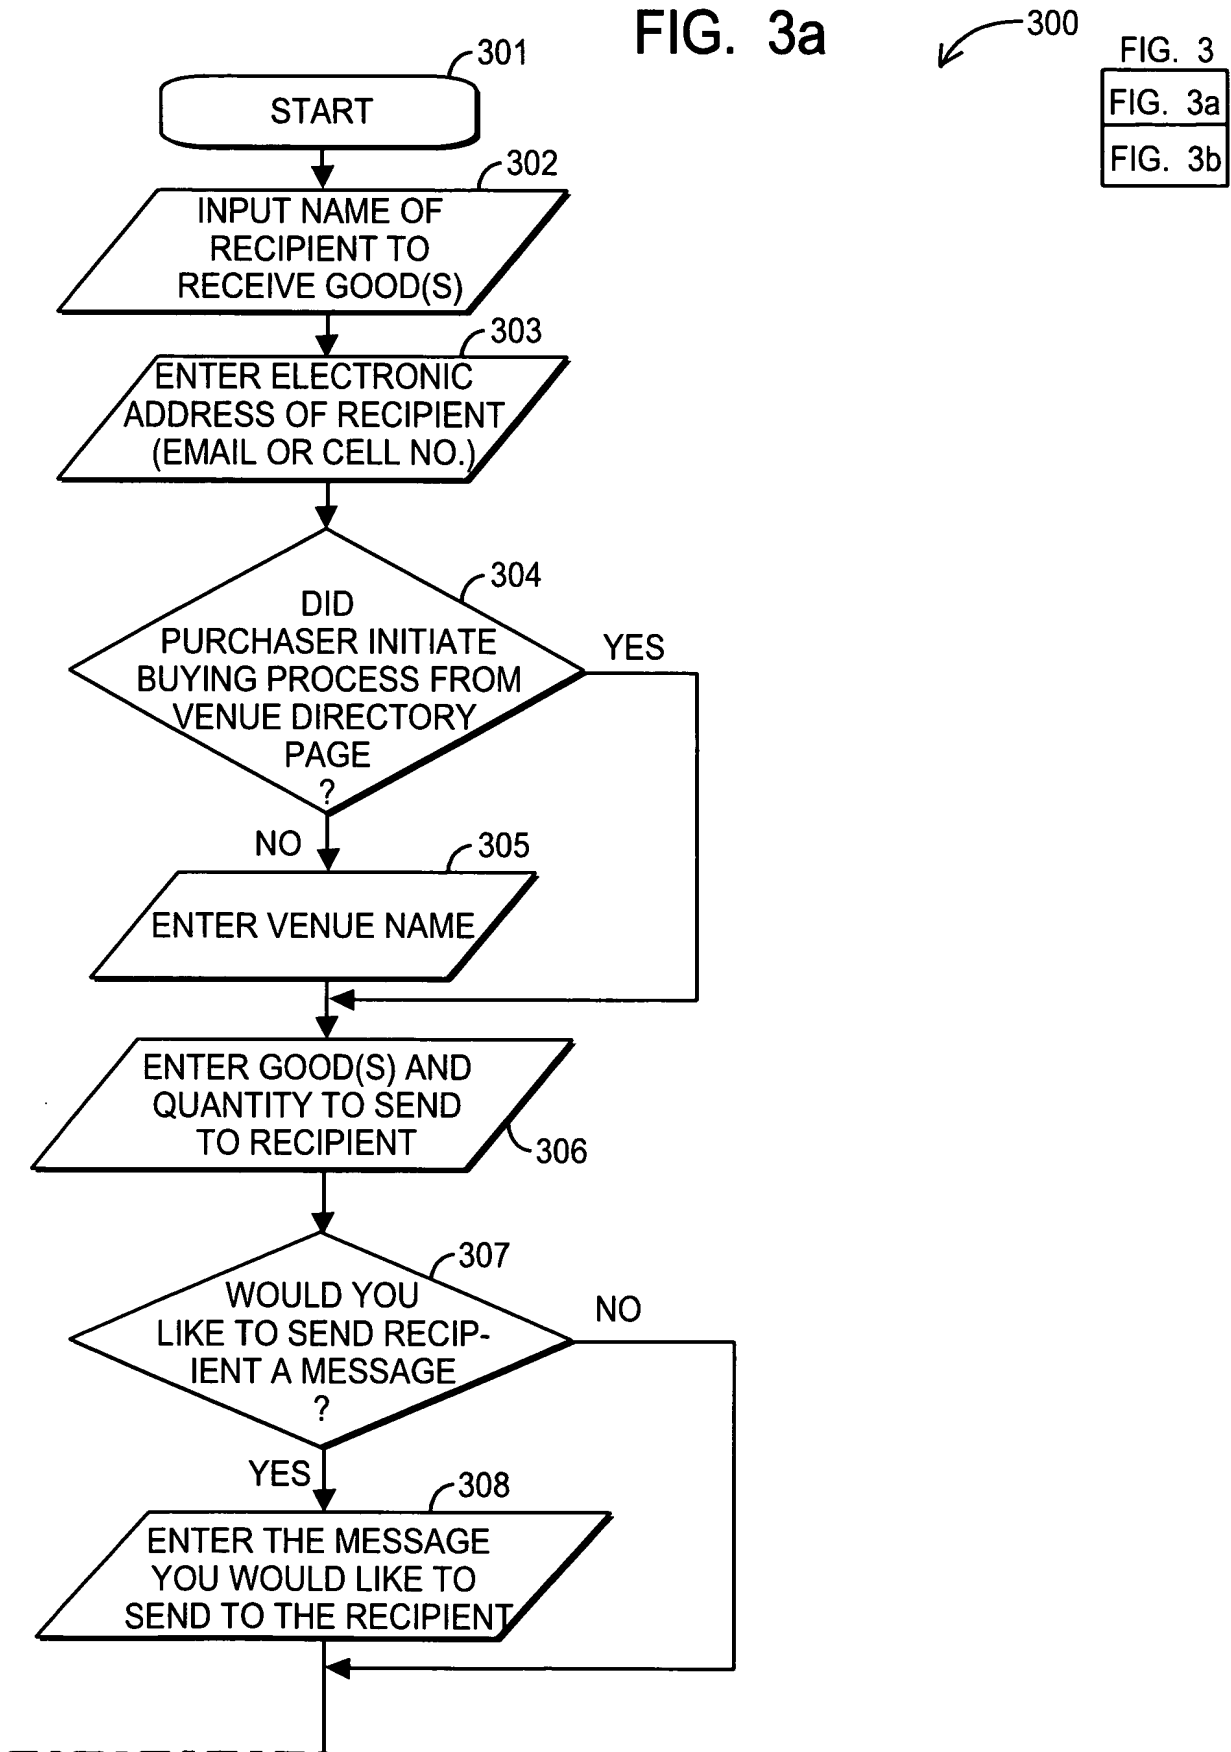 FIG. 3a
300
FIG. 3
FIG. 3a
FIG. 3b
301
START
302
INPUT NAME OF
RECIPIENT TO
RECEIVE GOOD(S)
303
ENTER ELECTRONIC
ADDRESS OF RECIPIENT
(EMAIL OR CELL NO.)
304
DID
PURCHASER INITIATE
BUYING PROCESS FROM
VENUE DIRECTORY
PAGE
?
YES
NO
305
ENTER VENUE NAME
ENTER GOOD(S) AND
QUANTITY TO SEND
TO RECIPIENT
306
307
WOULD YOU
LIKE TO SEND RECIP-
IENT A MESSAGE
?
NO
YES
308
ENTER THE MESSAGE
YOU WOULD LIKE TO
SEND TO THE RECIPIENT